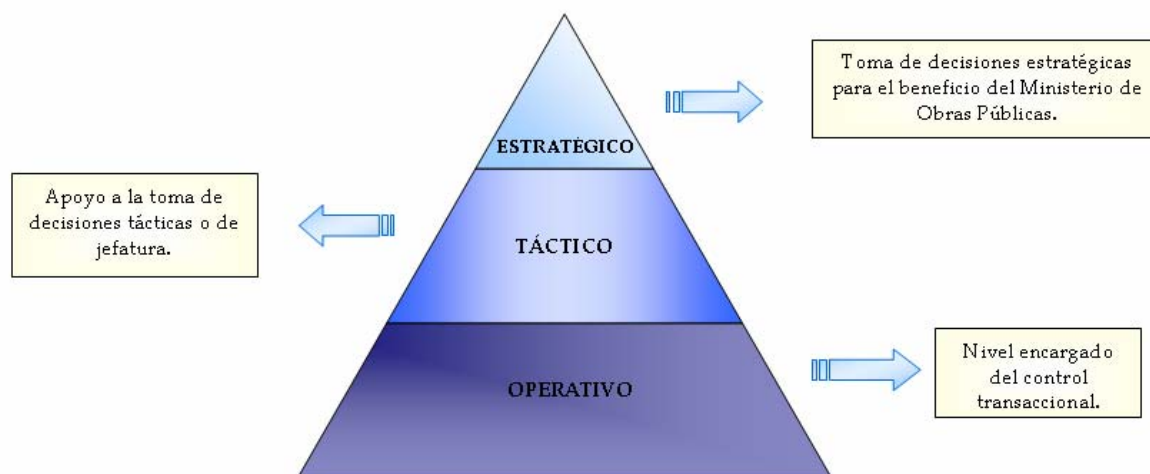 Toma de decisiones estratégicas
para el beneficio del Ministerio de
Obras Públicas.
ESTRATÉGICO
Apoyo a la toma de
decisiones tácticas o de
jefatura.
TÁCTICO
Nivel encargado
del control
transaccional.
OPERATIVO